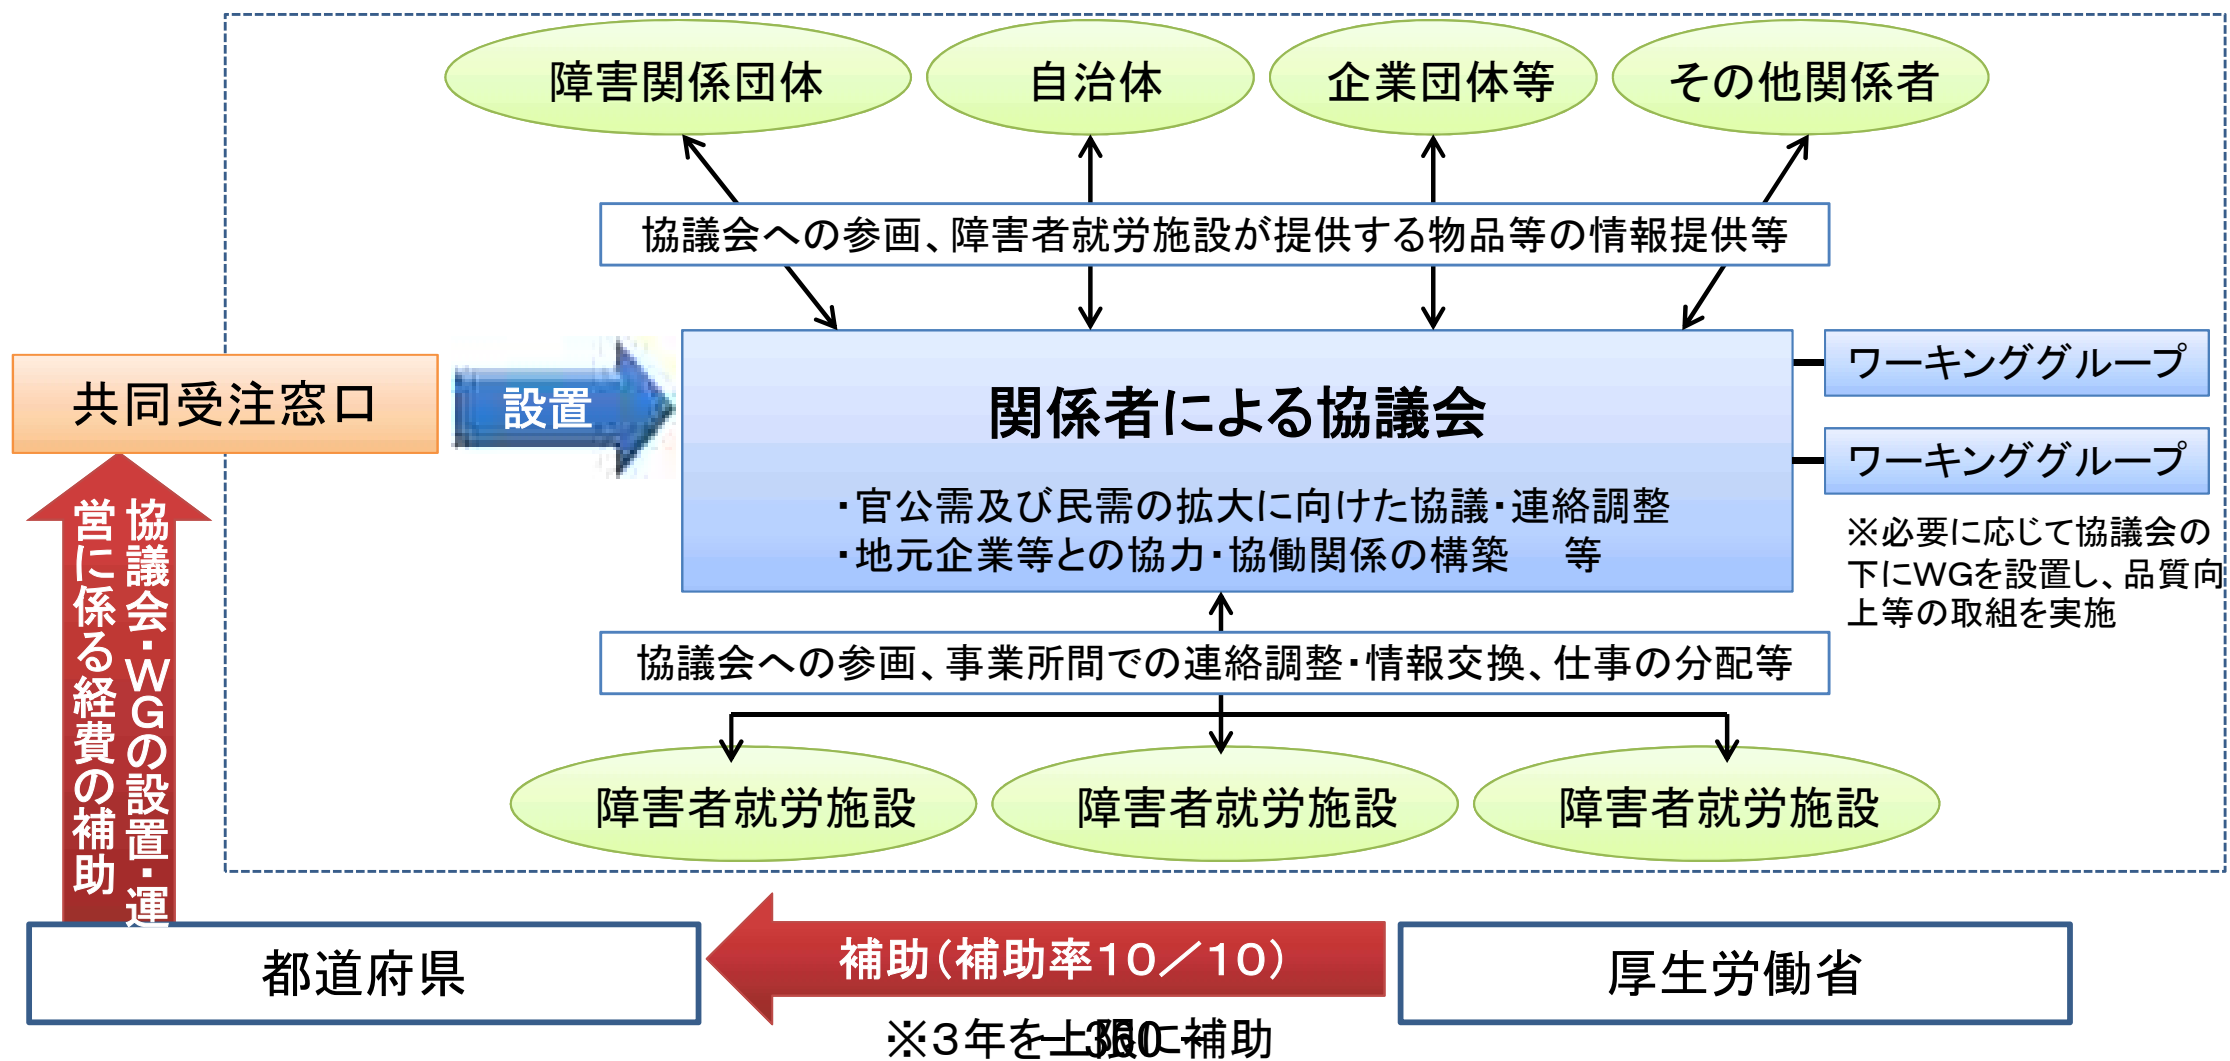 障害関係団体
自治体
企業団体等
その他関係者
協議会への参画、障害者就労施設が提供する物品等の情報提供等
共同受注窓口
設置
関係者による協議会
・官公需及び民需の拡大に向けた協議・連絡調整
・地元企業等との協力・協働関係の構築　等
ワーキンググループ
ワーキンググループ
※必要に応じて協議会の
下にWGを設置し、品質向
上等の取組を実施
協議会・WGの設置・運
営に係る経費の補助
協議会への参画、事業所間での連絡調整・情報交換、仕事の分配等
障害者就労施設
障害者就労施設
障害者就労施設
都道府県
補助（補助率１０／１０）
厚生労働省
※３年を上限に補助
- 360 -